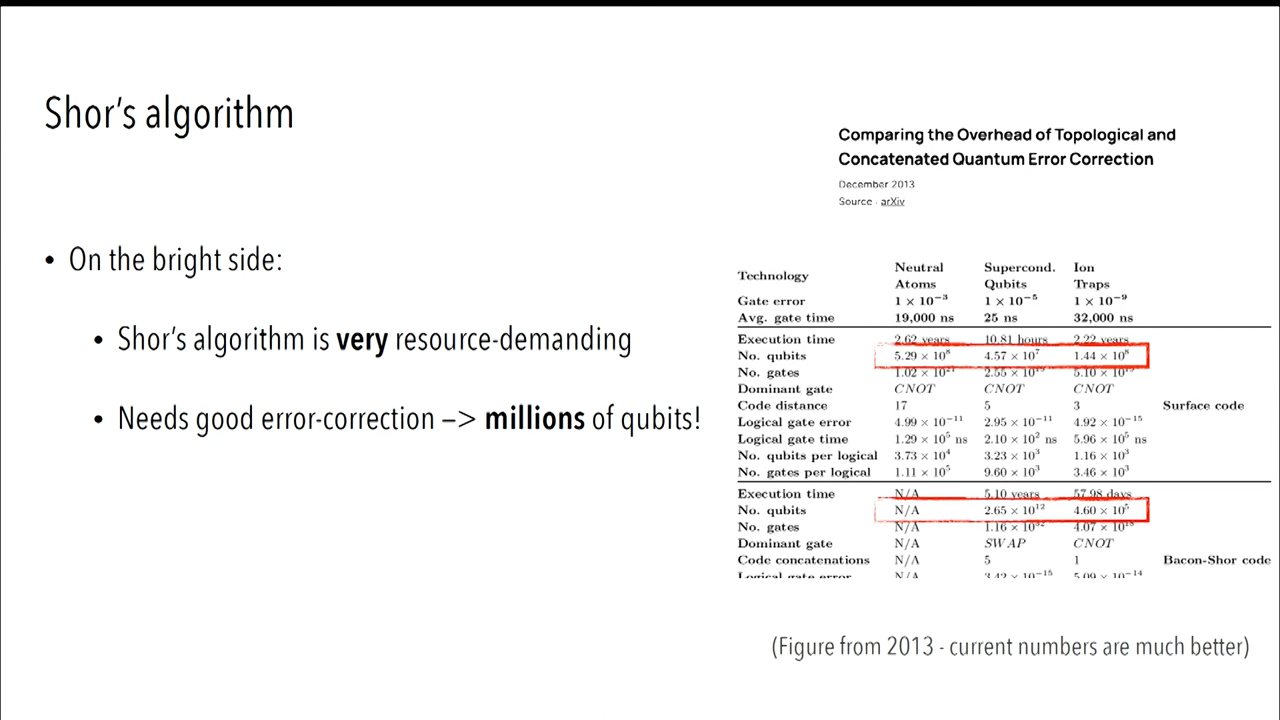 Shor's algorithm
• On the bright side:
• Shor's algorithm is very resource-demanding
• Needs good error-correction –> millions of qubits!
Comparing the Overhead of Topological and
Concatenated Quantum Error Correction
December 2013
Source - arXiv
Technology Neutral Atoms Supercond. Qubits Ion Traps
Gate error 1 × 10⁻³ 1 × 10⁻⁵ 1 × 10⁻⁹
Avg. gate time 19,000 ns 25 ns 32,000 ns
Execution time 2.62 years 10.81 hours 2.22 years
No. qubits 5.29 × 10⁸ 4.57 × 10⁷ 1.44 × 10⁸
No. gates 1.02 × 10²¹ 2.55 × 10¹⁹ 5.10 × 10¹⁹
Dominant gate CNOT CNOT CNOT
Code distance 17 5 3 Surface code
Logical gate error 4.99 × 10⁻¹¹ 2.95 × 10⁻¹¹ 4.92 × 10⁻¹⁵
Logical gate time 1.29 × 10⁵ ns 2.10 × 10² ns 5.96 × 10⁵ ns
No. qubits per logical 3.73 × 10⁴ 3.23 × 10³ 1.16 × 10³
No. gates per logical 1.11 × 10⁵ 9.60 × 10³ 3.46 × 10³
Execution time N/A 5.10 years 57.98 days
No. qubits N/A 2.65 × 10¹² 4.60 × 10⁵
No. gates N/A 1.16 × 10³² 4.07 × 10¹⁸
Dominant gate N/A SWAP CNOT
Code concatenations N/A 5 1 Bacon-Shor code
Logical gate error N/A 3.42 × 10⁻¹⁵ 5.09 × 10⁻¹⁴
(Figure from 2013 - current numbers are much better)